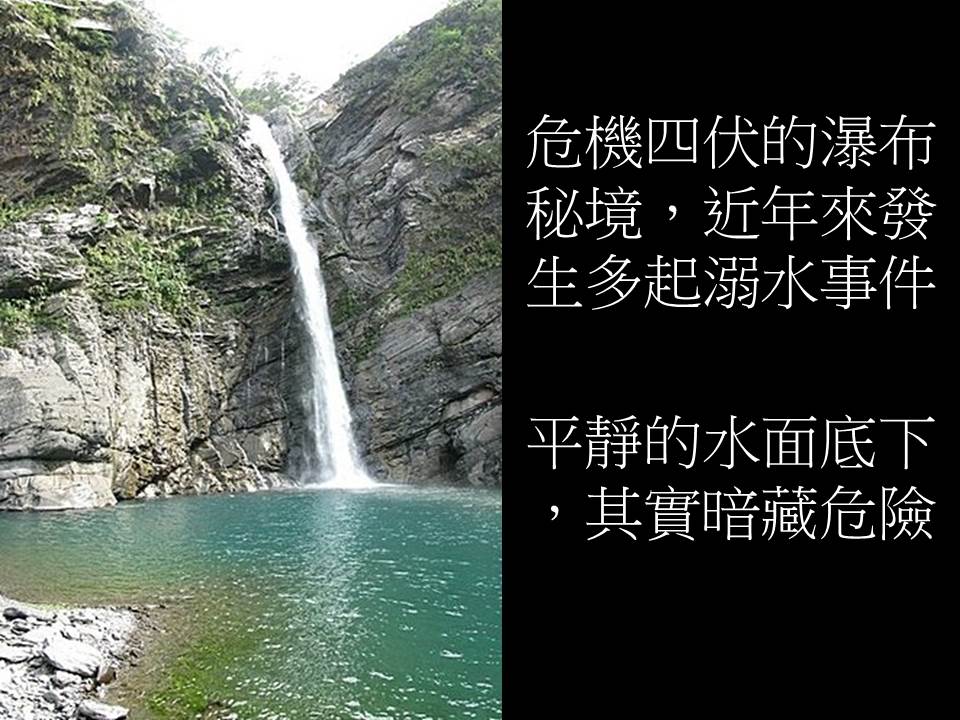 危機四伏的瀑布
秘境，近年來發
生多起溺水事件
平靜的水面底下
，其實暗藏危險